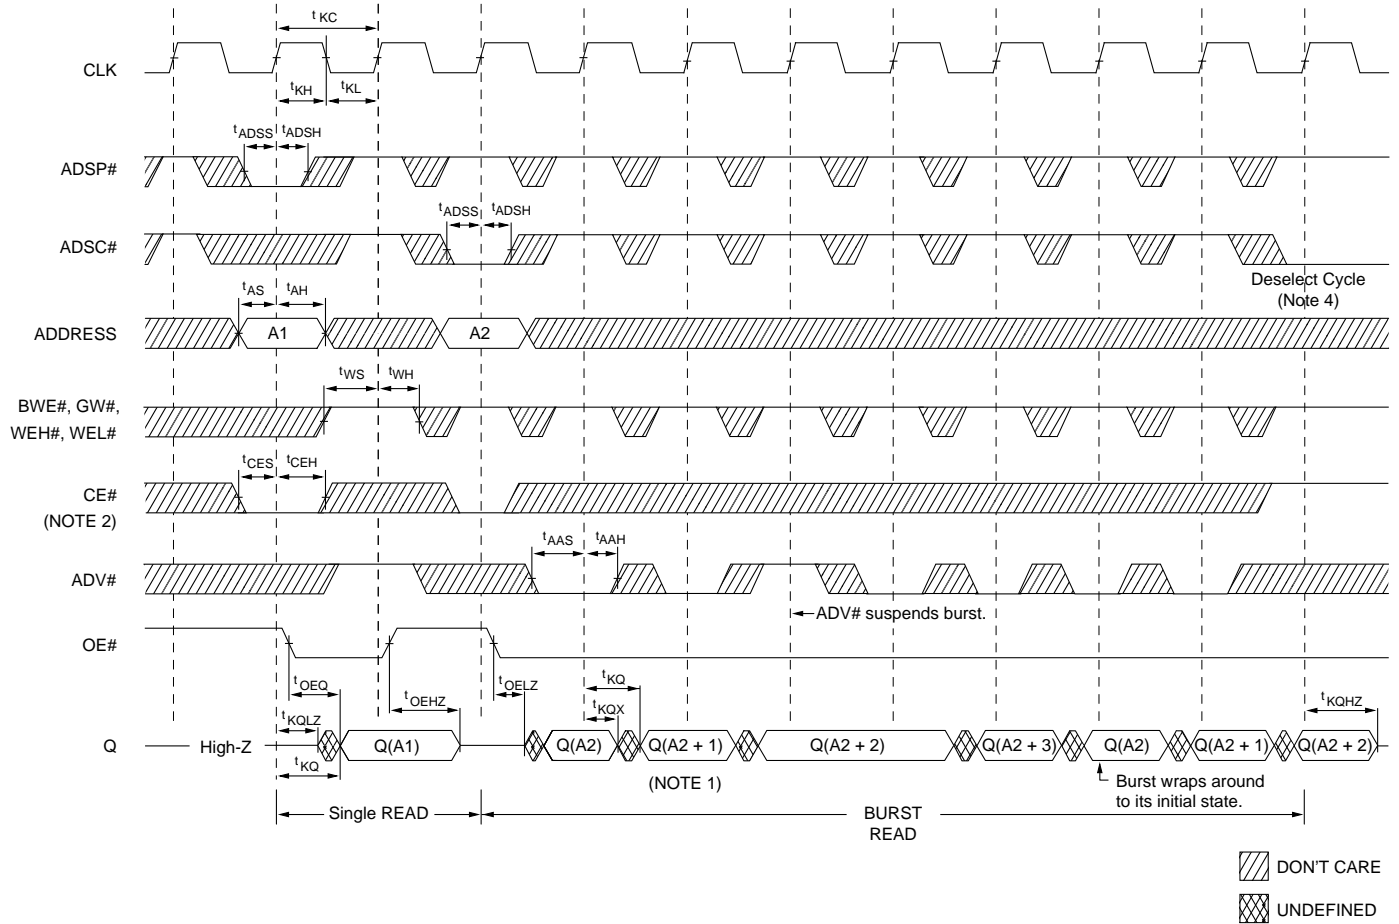 t KC
CLK
tKH
tKL
tADSS
tADSH
ADSP#
tADSS
tADSH
ADSC#
Deselect Cycle
(Note 4)
tAS
tAH
ADDRESS
A1
A2
tWS
tWH
BWE#, GW#,
WEH#, WEL#
tCES
tCEH
CE#
(NOTE 2)
tAAS
tAAH
ADV#
ADV# suspends burst.
OE#
tOEQ
tOEHZ
tOELZ
tKQ
tKQX
tKQHZ
tKQLZ
Q
High-Z
Q(A1)
Q(A2)
Q(A2 + 1)
Q(A2 + 2)
Q(A2 + 3)
Q(A2)
Q(A2 + 1)
Q(A2 + 2)
tKQ
(NOTE 1)
Burst wraps around
to its initial state.
Single READ
BURST
READ
DON'T CARE
UNDEFINED